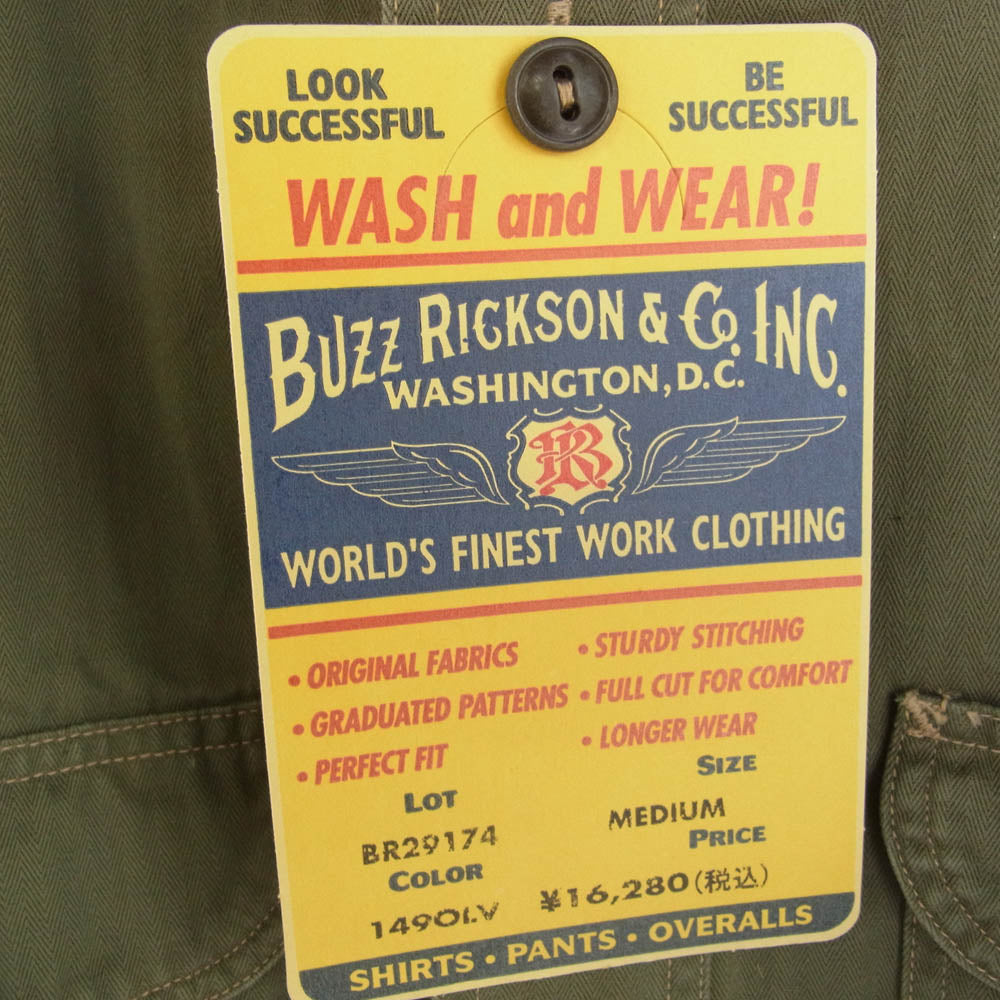 LOOK
SUCCESSFUL
BE
SUCCESSFUL
WASH and WEAR!
BUZZ RICKSON & Co. INC.
WASHINGTON, D.C.
BR
WORLD'S FINEST WORK CLOTHING
• ORIGINAL FABRICS
• GRADUATED PATTERNS
• PERFECT FIT
• STURDY STITCHING
• FULL CUT FOR COMFORT
• LONGER WEAR
LOT
BR29174
COLOR
149OLV
SIZE
MEDIUM
PRICE
¥16,280(税込)
SHIRTS • PANTS • OVERALLS